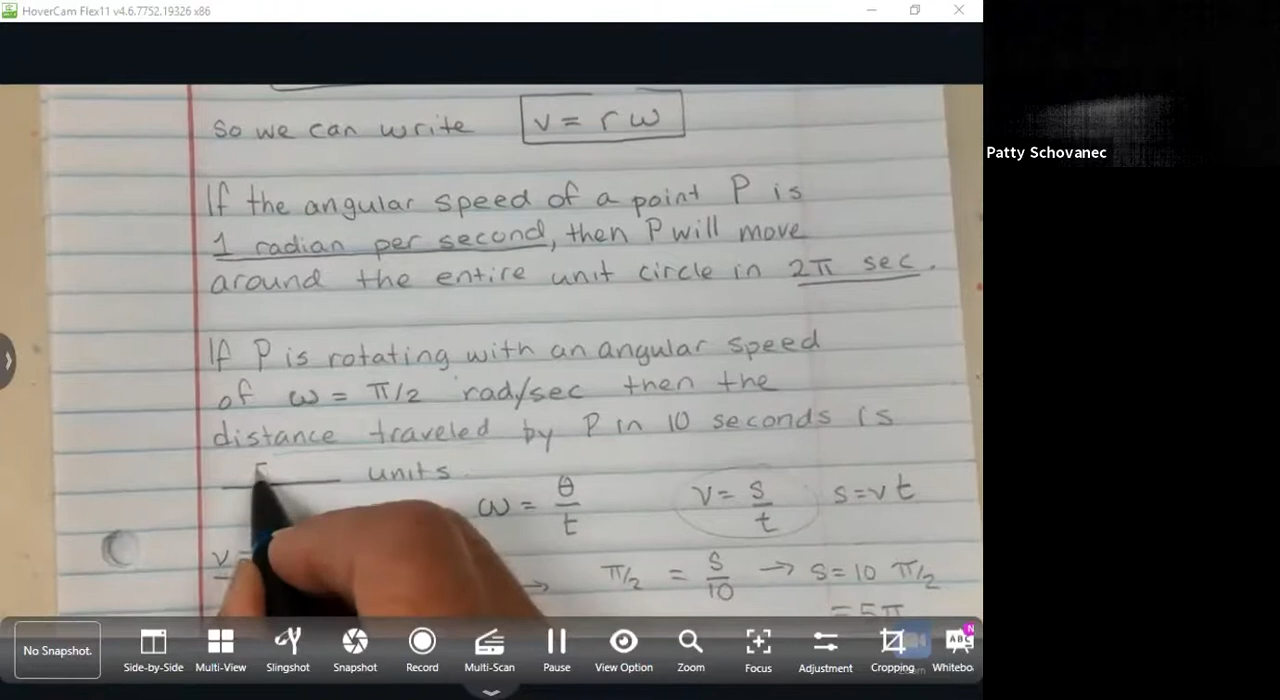 HoverCam Flex11 v4.6.7752.19326 x86
so we can write v = r ω
If the angular speed of a point P is
1 radian per second, then P will move
around the entire unit circle in 2π sec.
If P is rotating with an angular speed
of ω = π/2 rad/sec then the
distance traveled by P in 10 seconds is
5 units
ω = θ/t v = s/t s = v t
π/2 = s/10 → s = 10 π/2
= 5π
Patty Schovanec
No Snapshot.
Side-by-Side
Multi-View
Slingshot
Snapshot
Record
Multi-Scan
Pause
View Option
Zoom
Focus
Adjustment
Cropping
ABC
N
Whitebo